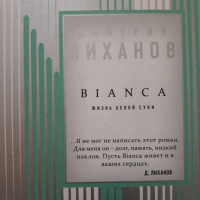 ДМИТРИЙ
ЛИХАНОВ
BIANCA
ЖИЗНЬ БЕЛОЙ СУКИ
...Я не мог не написать этот роман.
Для меня он – долг, память, низкий
поклон. Пусть Bianca живет и в
ваших сердцах.
Д. ЛИХАНОВ